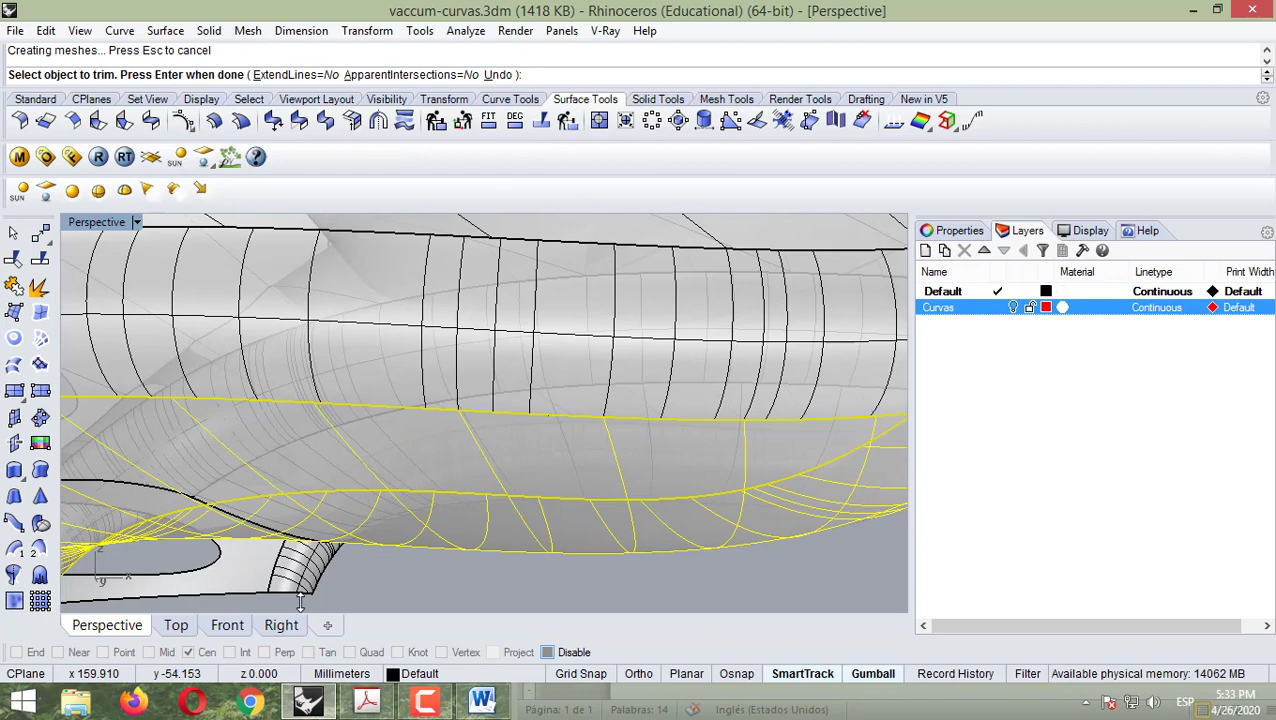 vaccum-curvas.3dm (1418 KB) - Rhinoceros (Educational) (64-bit) - [Perspective]
File Edit View Curve Surface Solid Mesh Dimension Transform Tools Analyze Render Panels V-Ray Help
Creating meshes... Press Esc to cancel
Select object to trim. Press Enter when done ( ExtendLines=No ApparentIntersections=No Undo ):
Standard CPlanes Set View Display Select Viewport Layout Visibility Transform Curve Tools Surface Tools Solid Tools Mesh Tools Render Tools Drafting New in V5
FIT DEG
M R RT SUN
SUN
Perspective
Properties Layers Display Help
Name Material Linetype Print Width
Default Continuous Default
Curvas Continuous Default
z
x
y
Perspective Top Front Right
End Near Point Mid Cen Int Perp Tan Quad Knot Vertex Project Disable
CPlane x 159.910 y -54.153 z 0.000 Millimeters Default Grid Snap Ortho Planar Osnap SmartTrack Gumball Record History Filter Available physical memory: 14062 MB
Página: 1 de 1 Palabras: 14 Inglés (Estados Unidos) ESP 5:33 PM
4/26/2020